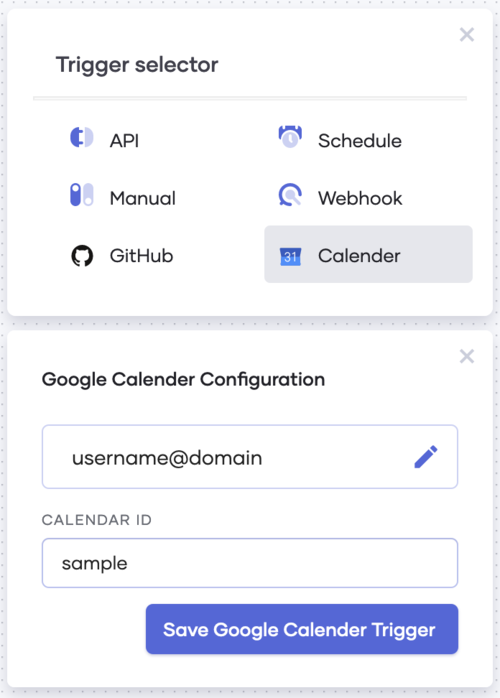 Trigger selector
API
Schedule
Manual
Webhook
GitHub
31
Calender
Google Calender Configuration
username@domain
CALENDAR ID
sample
Save Google Calender Trigger